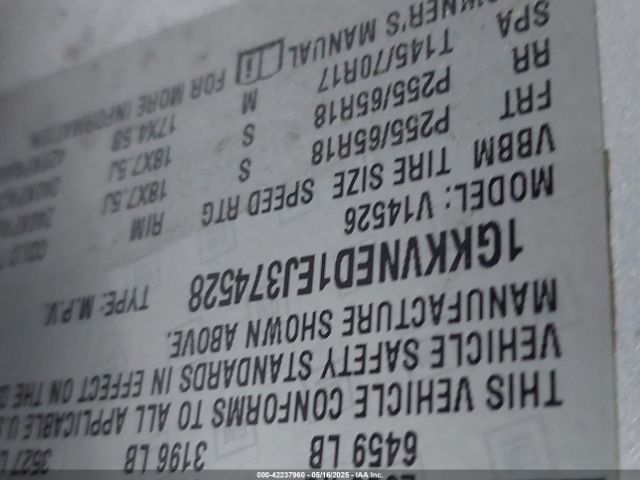 6459 LB 3196 LB 3527
THIS VEHICLE CONFORMS TO ALL APPLICABLE U.S
VEHICLE SAFETY STANDARDS IN EFFECT ON THE
MANUFACTURE SHOWN ABOVE.
1GKKVNED1EJ374528 TYPE: M.P.V.
MODEL: V14526
VBBM TIRE SIZE SPEED RTG RIM COLD
FRT P255/65R18 S 18X7.5J
RR P255/65R18 S 18X7.5J
SPA T145/70R17 M 17X4.5B
OWNER'S MANUAL i FOR MORE INFORMATION
000-42237960 - 05/16/2025 - IAA Inc.